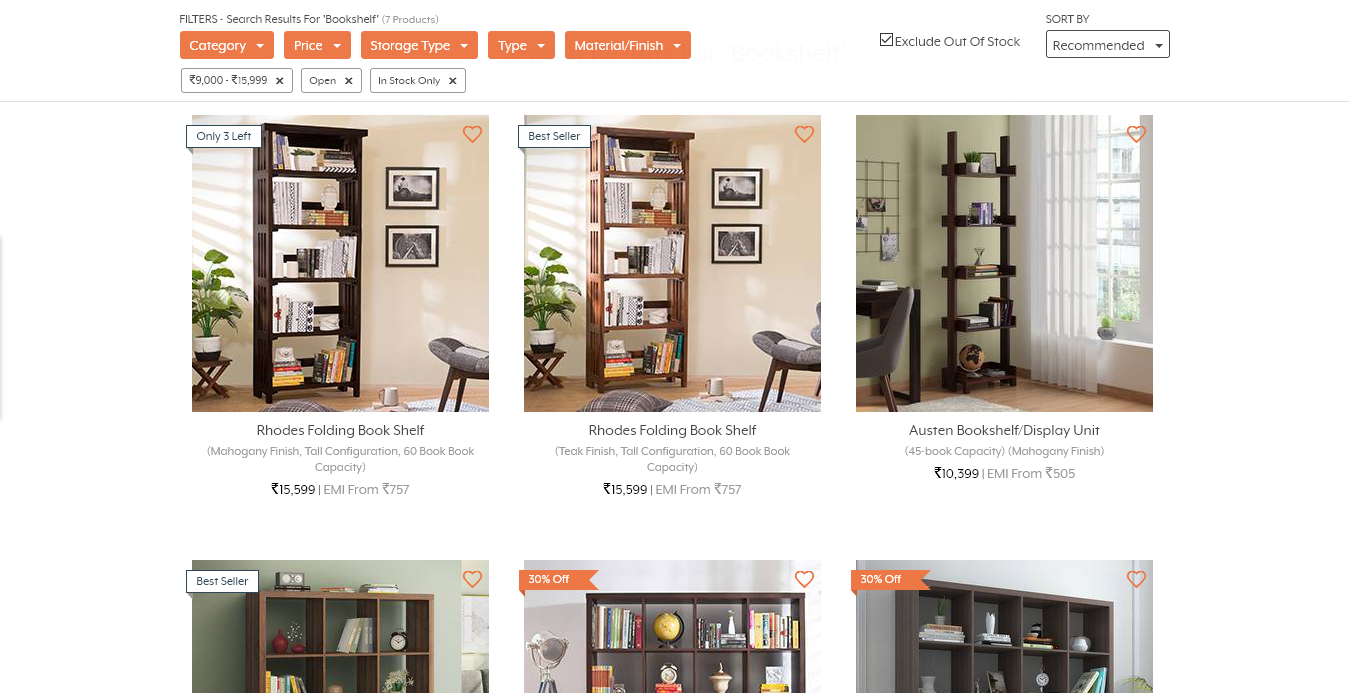 FILTERS - Search Results For 'Bookshelf' (7 Products)
SORT BY
Category
Price
Storage Type
Type
Material/Finish
Exclude Out Of Stock
Recommended
₹9,000 - ₹15,999 ×
Open ×
In Stock Only ×
Only 3 Left
Best Seller
Rhodes Folding Book Shelf
(Mahogany Finish, Tall Configuration, 60 Book Book
Capacity)
₹15,599 | EMI From ₹757
Rhodes Folding Book Shelf
(Teak Finish, Tall Configuration, 60 Book Book
Capacity)
₹15,599 | EMI From ₹757
Austen Bookshelf/Display Unit
(45-book Capacity) (Mahogany Finish)
₹10,399 | EMI From ₹505
Best Seller
30% Off
30% Off